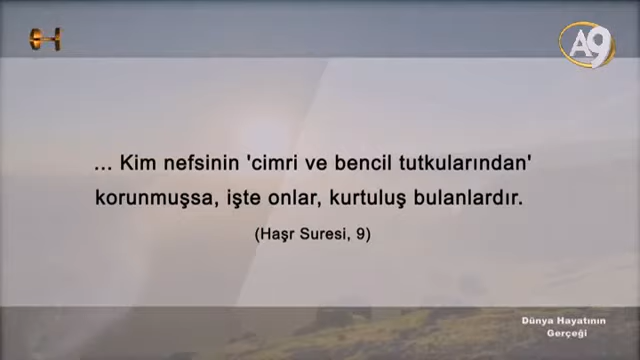 A9
... Kim nefsinin 'cimri ve bencil tutkularından'
korunmuşsa, işte onlar, kurtuluş bulanlardır.
(Haşr Suresi, 9)
Dünya Hayatının
Gerçeği